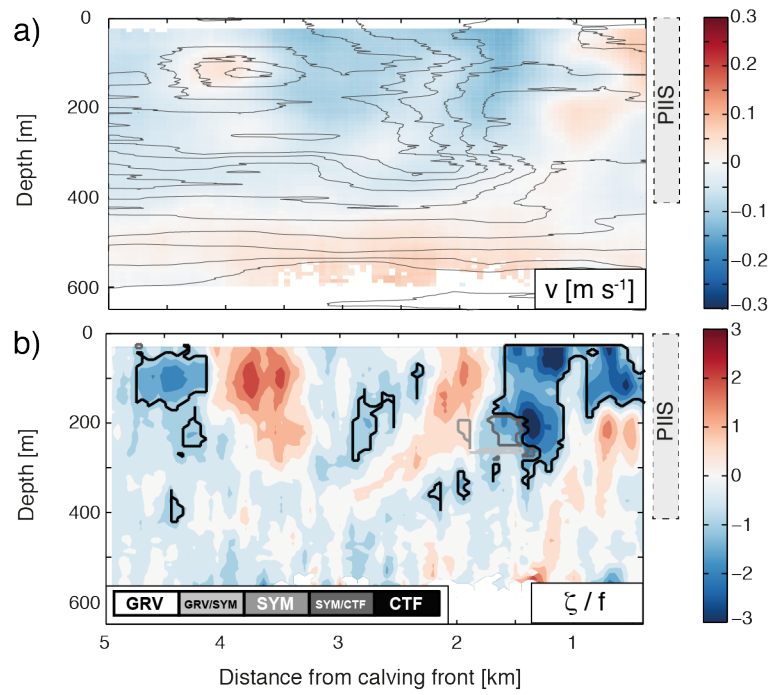 a)
0
200
400
600
Depth [m]
PIIS
v [m s⁻¹]
0.3
0.2
0.1
0
−0.1
−0.2
−0.3
b)
0
200
400
600
Depth [m]
PIIS
GRV GRV/SYM SYM SYM/CTF CTF
ζ / f
3
2
1
0
−1
−2
−3
5 4 3 2 1
Distance from calving front [km]